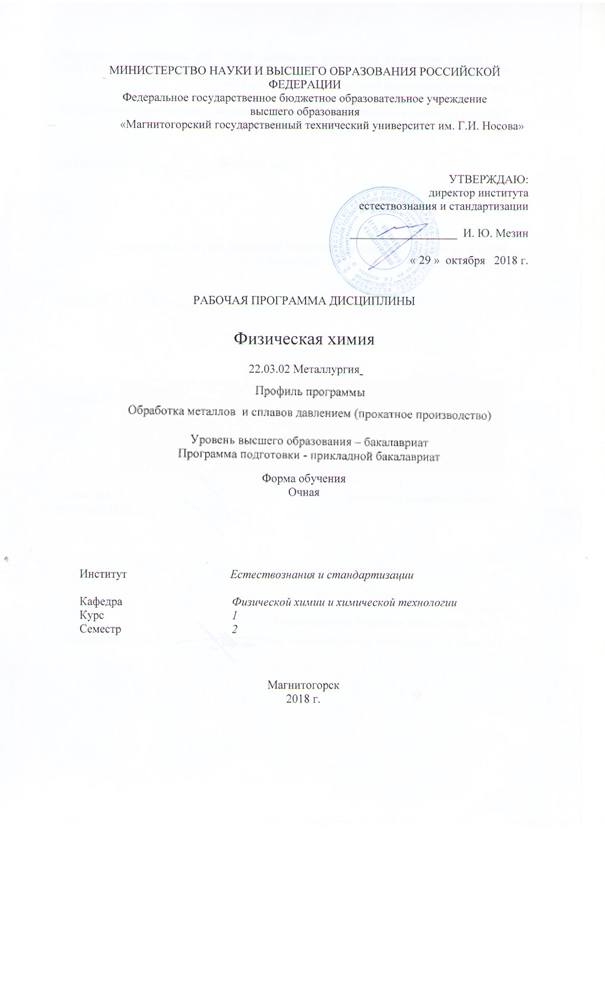 МИНИСТЕРСТВО НАУКИ И ВЫСШЕГО ОБРАЗОВАНИЯ РОССИЙСКОЙ
ФЕДЕРАЦИИ
Федеральное государственное бюджетное образовательное учреждение
высшего образования
«Магнитогорский государственный технический университет им. Г.И. Носова»
УТВЕРЖДАЮ:
директор института
естествознания и стандартизации
И. Ю. Мезин
« 29 » октября 2018 г.
РАБОЧАЯ ПРОГРАММА ДИСЦИПЛИНЫ
Физическая химия
22.03.02 Металлургия
Профиль программы
Обработка металлов и сплавов давлением (прокатное производство)
Уровень высшего образования – бакалавриат
Программа подготовки - прикладной бакалавриат
Форма обучения
Очная
Институт Естествознания и стандартизации
Кафедра Физической химии и химической технологии
Курс 1
Семестр 2
Магнитогорск
2018 г.